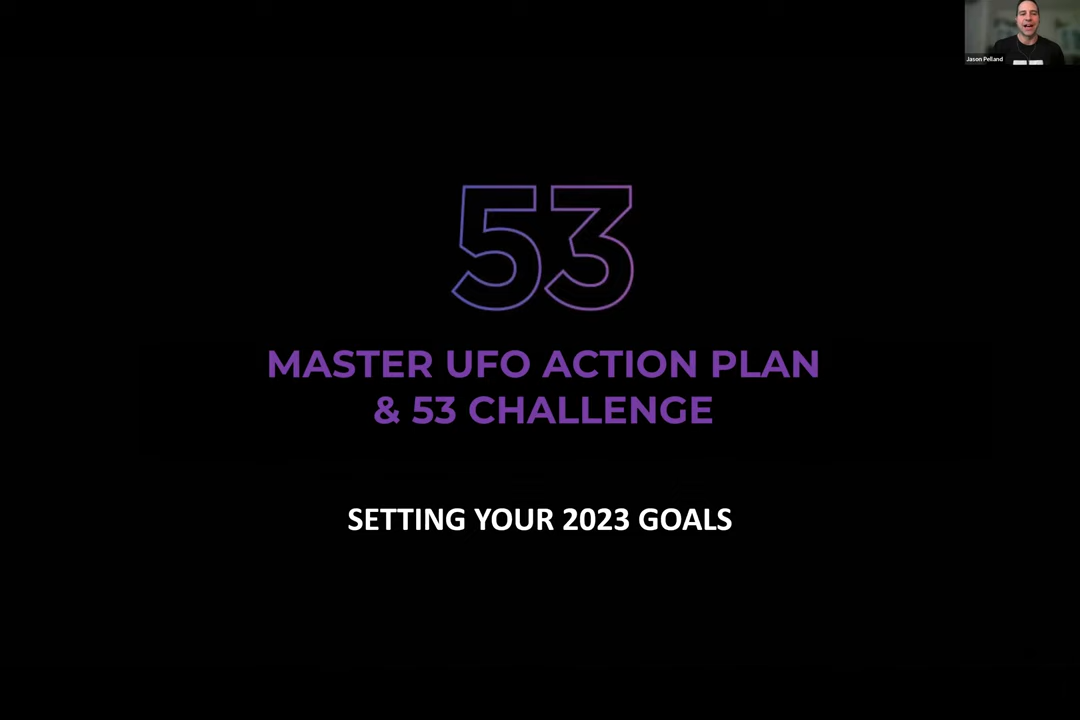 Jason Pelland
53
MASTER UFO ACTION PLAN
& 53 CHALLENGE
SETTING YOUR 2023 GOALS